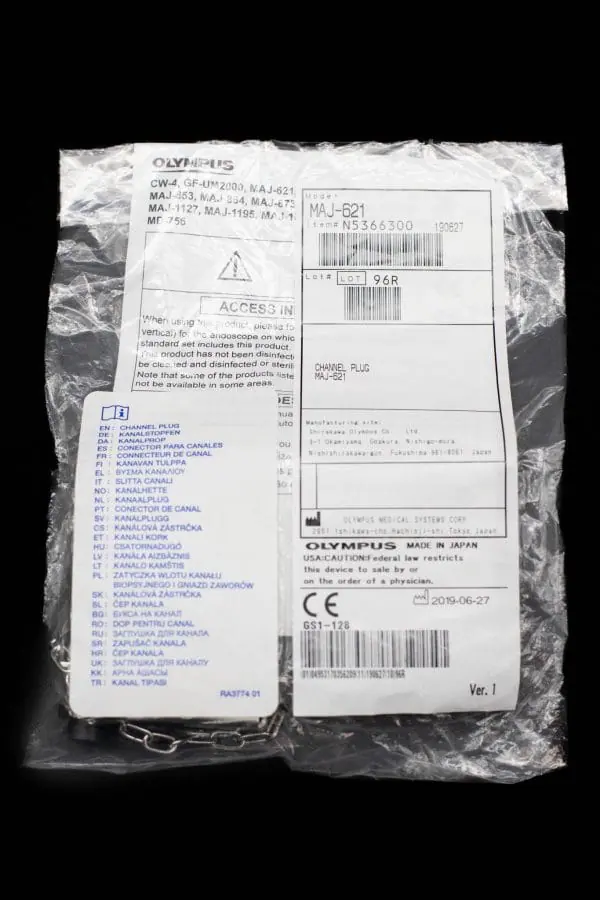 OLYMPUS
CW-4, GF-UM2000, MAJ-621
MAJ-853, MAJ-864, MAJ-873
MAJ-1127, MAJ-1195, MAJ-1
MD-756
ACCESS IN
When using this product, please
vertical) for the endoscope on which
standard set includes this product.
This product has not been disinfect
be cleaned and disinfected or steril
Note that some of the products liste
not be available in some areas.
Model
MAJ-621
Item# N5366300 190627
Lot# LOT 96R
CHANNEL PLUG
MAJ-621
Manufacturing site:
Shirakawa Olympus Co. Ltd.
3-1 Okamiyama, Odakura, Nishigo-mura,
Nishishirakawa-gun, Fukushima 961-8061 Japan
OLYMPUS MEDICAL SYSTEMS CORP
2951 Ishikawa-cho, Hachioji-shi Tokyo, Japan
OLYMPUS MADE IN JAPAN
USA:CAUTION:Federal law restricts
this device to sale by or
on the order of a physician.
CE 2019-06-27
GS1-128
Ver. 1
EN: CHANNEL PLUG
DE: KANALSTOPFEN
DA: KANALPROP
ES: CONECTOR PARA CANALES
FR: CONNECTEUR DE CANAL
FI: KANAVAN TULPPA
EL: ΒΥΣΜΑ ΚΑΝΑΛΙΟΥ
IT: SLITTA CANALI
NO: KANALHETTE
NL: KANAALPLUG
PT: CONECTOR DE CANAL
SV: KANALPLUGG
CS: KANÁLOVÁ ZÁSTRČKA
ET: KANALI KORK
HU: CSATORNADUGÓ
LV: KANĀLA AIZBĀZNIS
LT: KANALO KAMŠTIS
PL: ZATYCZKA WLOTU KANAŁU
BIOPSYJNEGO I GNIAZD ZAWORÓW
SK: KANÁLOVÁ ZÁSTRČKA
SL: ČEP KANALA
BG: БУКСА НА КАНАЛ
RO: DOP PENTRU CANAL
RU: ЗАГЛУШКА ДЛЯ КАНАЛА
SR: ZAPUŠAČ KANALA
HR: ČEP KANALA
UK: ЗАГЛУШКА ДЛЯ КАНАЛУ
KK: АРНА АШАСЫ
TR: KANAL TIPASI
RA3774 01